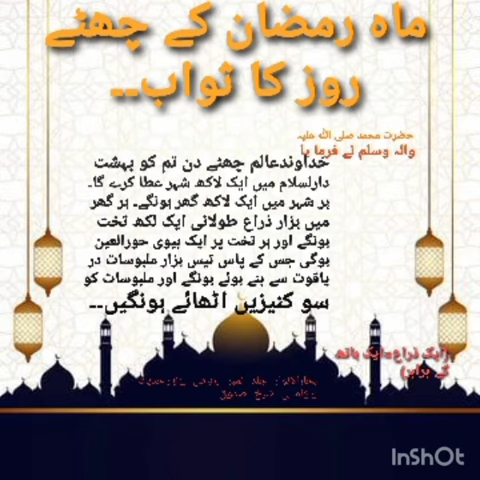 ماہ رمضان کے چھٹے
روز کا ثواب۔۔
حضرت محمد صلی اللہ علیہ
والہ وسلم نے فرما یا
خداوندعالم چھٹے دن تم کو بہشت
دارلسلام میں ایک لاکھ شہر عطا کرے گا۔
ہر شہر میں ایک لاکھ گھر ہونگے۔ ہر گھر
میں ہزار ذراع طولانی ایک لکھ تخت
ہونگے اور ہر تخت پر ایک بیوی حورالعین
ہوگی جس کے پاس تیس ہزار ملبوسات در
یاقوت سے بنے ہوئے ہونگے اور ملبوسات کو
سو کنیزیں اٹھائے ہونگیں۔۔
(ایک ذراع=ایک ہاتھ
کے برابر)
بحارالانوار جلد
InShOt